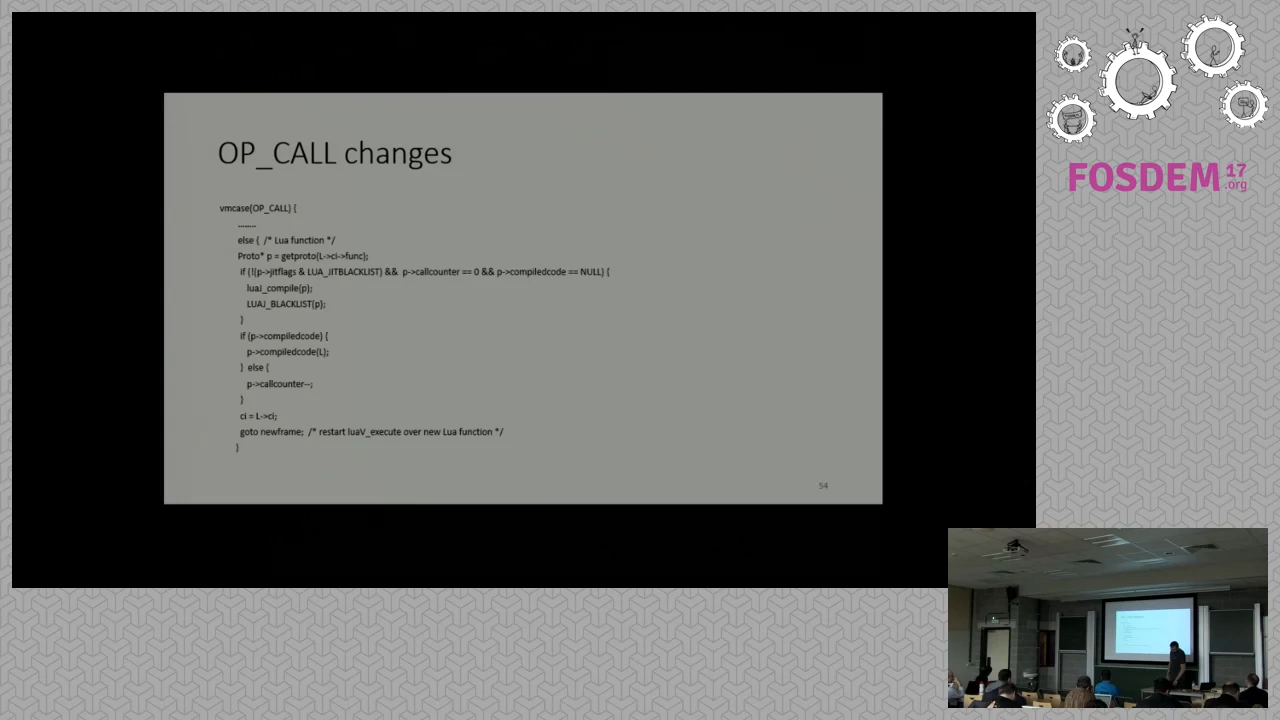 OP_CALL changes
vmcase(OP_CALL) {
........
else {  /* Lua function */
Proto* p = getproto(L->ci->func);
if (!(p->jitflags & LUA_JITBLACKLIST) &&  p->callcounter == 0 && p->compiledcode == NULL) {
luaJ_compile(p);
LUAJ_BLACKLIST(p);
}
if (p->compiledcode) {
p->compiledcode(L);
}  else {
p->callcounter--;
}
ci = L->ci;
goto newframe;  /* restart luaV_execute over new Lua function */
}
54
FOSDEM 17
.org